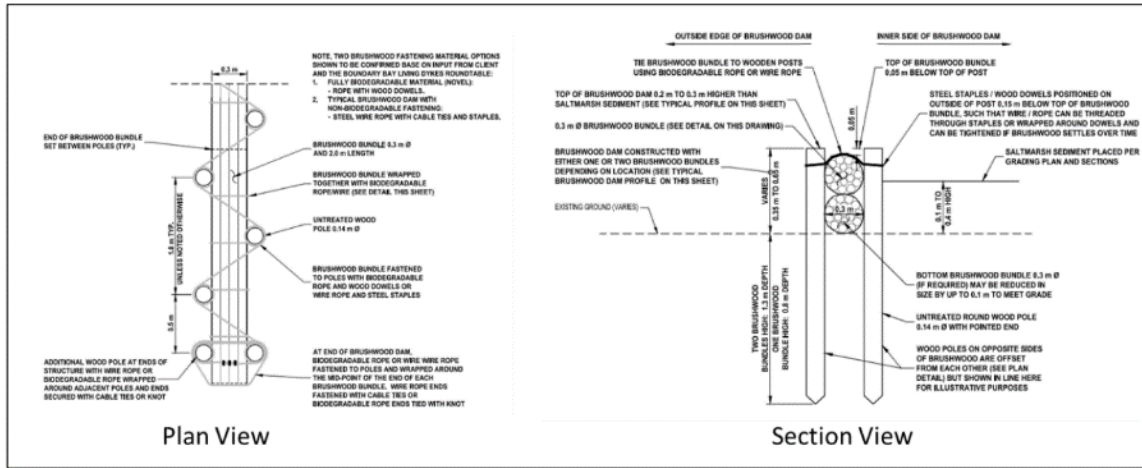 0.3 m
NOTE, TWO BRUSHWOOD FASTENING MATERIAL OPTIONS
SHOWN TO BE CONFIRMED BASE ON INPUT FROM CLIENT
AND THE BOUNDARY BAY LIVING DYKES ROUNDTABLE:
1. FULLY BIODEGRADABLE MATERIAL (NOVEL):
- ROPE WITH WOOD DOWELS.
2. TYPICAL BRUSHWOOD DAM WITH
NON-BIODEGRADABLE FASTENING.
- STEEL WIRE ROPE WITH CABLE TIES AND STAPLES.
END OF BRUSHWOOD BUNDLE
SET BETWEEN POLES (TYP.)
BRUSHWOOD BUNDLE 0.3 m Ø
AND 2.0 m LENGTH
BRUSHWOOD BUNDLE WRAPPED
TOGETHER WITH BIODEGRADABLE
ROPE/WIRE (SEE DETAIL THIS SHEET)
UNTREATED WOOD
POLE 0.14 m Ø
BRUSHWOOD BUNDLE FASTENED
TO POLES WITH BIODEGRADABLE
ROPE AND WOOD DOWELS OR
WIRE ROPE AND STEEL STAPLES
UNLESS NOTED OTHERWISE
0.5 m
ADDITIONAL WOOD POLE AT ENDS OF
STRUCTURE WITH WIRE ROPE OR
BIODEGRADABLE ROPE WRAPPED
AROUND ADJACENT POLES AND ENDS
SECURED WITH CABLE TIES OR KNOT
AT END OF BRUSHWOOD DAM,
BIODEGRADABLE ROPE OR WIRE WIRE ROPE
FASTENED TO POLES AND WRAPPED AROUND
THE MID-POINT OF THE END OF EACH
BRUSHWOOD BUNDLE. WIRE ROPE ENDS
FASTENED WITH CABLE TIES OR
BIODEGRADABLE ROPE ENDS TIED WITH KNOT
Plan View
OUTSIDE EDGE OF BRUSHWOOD DAM
INNER SIDE OF BRUSHWOOD DAM
TIE BRUSHWOOD BUNDLE TO WOODEN POSTS
USING BIODEGRADABLE ROPE OR WIRE ROPE
TOP OF BRUSHWOOD BUNDLE
0.05 m BELOW TOP OF POST
TOP OF BRUSHWOOD DAM 0.2 m TO 0.3 m HIGHER THAN
SALTMARSH SEDIMENT (SEE TYPICAL PROFILE ON THIS SHEET)
0.05 m
STEEL STAPLES / WOOD DOWELS POSITIONED ON
OUTSIDE OF POST 0.15 m BELOW TOP OF BRUSHWOOD
BUNDLE, SUCH THAT WIRE / ROPE CAN BE THREADED
THROUGH STAPLES OR WRAPPED AROUND DOWELS AND
CAN BE TIGHTENED IF BRUSHWOOD SETTLES OVER TIME
0.3 m Ø BRUSHWOOD BUNDLE (SEE DETAIL ON THIS DRAWING)
BRUSHWOOD DAM CONSTRUCTED WITH
EITHER ONE OR TWO BRUSHWOOD BUNDLES
DEPENDING ON LOCATION (SEE TYPICAL
BRUSHWOOD DAM PROFILE ON THIS SHEET)
VARIES
0.35 m TO 0.65 m
SALTMARSH SEDIMENT PLACED PER
GRADING PLAN AND SECTIONS
0.3 m
0.1 m TO
0.4 m HIGH
EXISTING GROUND (VARIES)
TWO BRUSHWOOD
BUNDLES HIGH: 1.3 m DEPTH
ONE BRUSHWOOD
BUNDLE HIGH: 0.8 m DEPTH
BOTTOM BRUSHWOOD BUNDLE 0.3 m Ø
(IF REQUIRED) MAY BE REDUCED IN
SIZE BY UP TO 0.1 m TO MEET GRADE
UNTREATED ROUND WOOD POLE
0.14 m Ø WITH POINTED END
WOOD POLES ON OPPOSITE SIDES
OF BRUSHWOOD ARE OFFSET
FROM EACH OTHER (SEE PLAN
DETAIL) BUT SHOWN IN LINE HERE
FOR ILLUSTRATIVE PURPOSES
Section View